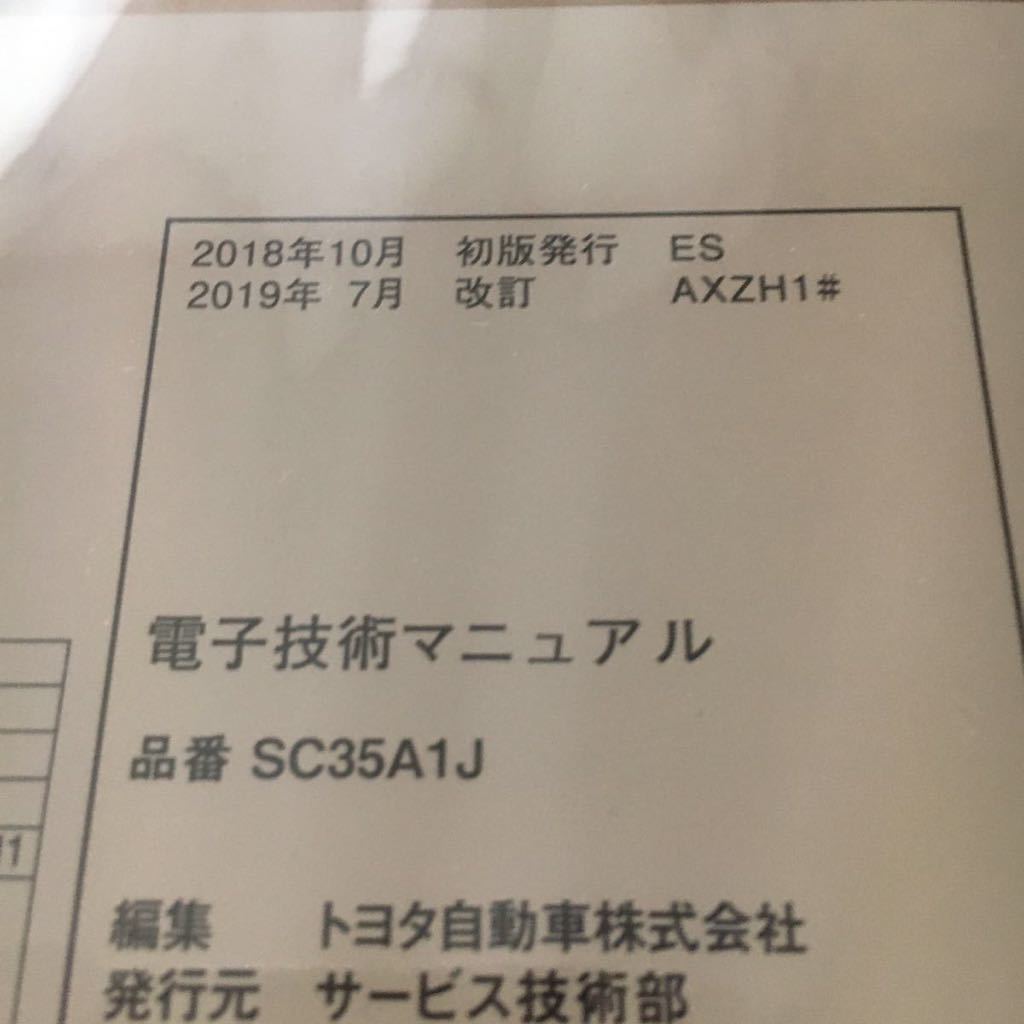 2018年10月 初版発行 ES
2019年 7月 改訂 AXZH1#
電子技術マニュアル
品番 SC35A1J
編集 トヨタ自動車株式会社
発行元 サービス技術部